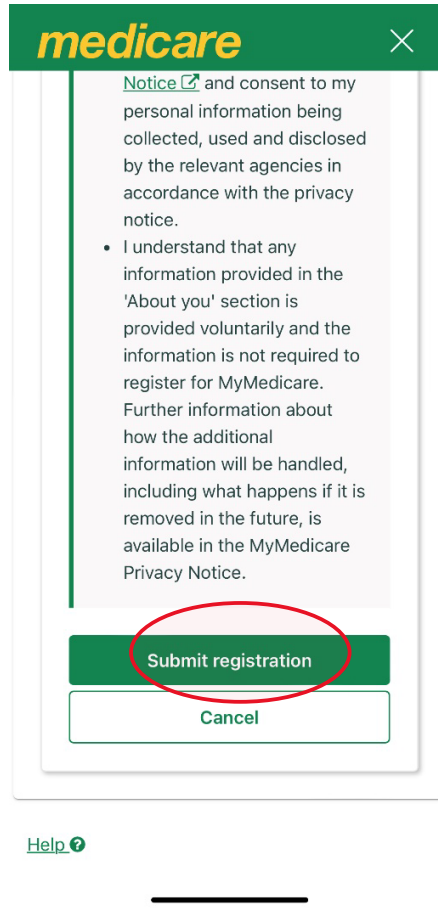 medicare
Notice and consent to my
personal information being
collected, used and disclosed
by the relevant agencies in
accordance with the privacy
notice.
• I understand that any
information provided in the
'About you' section is
provided voluntarily and the
information is not required to
register for MyMedicare.
Further information about
how the additional
information will be handled,
including what happens if it is
removed in the future, is
available in the MyMedicare
Privacy Notice.
Submit registration
Cancel
Help